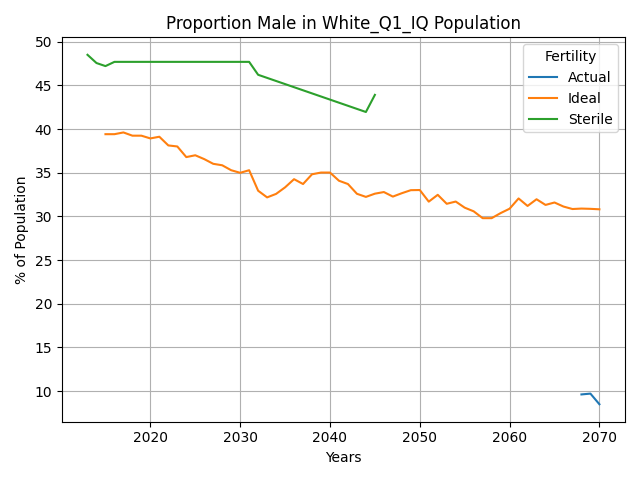 Proportion Male in White_Q1_IQ Population
% of Population
50
45
40
35
30
25
20
15
10
Fertility
Actual
Ideal
Sterile
2020 2030 2040 2050 2060 2070
Years